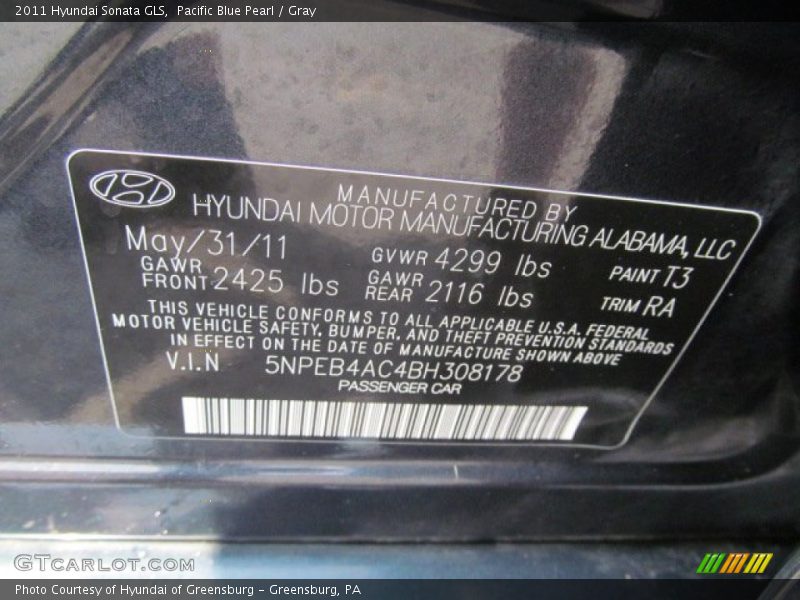 2011 Hyundai Sonata GLS, Pacific Blue Pearl / Gray
MANUFACTURED BY
HYUNDAI MOTOR MANUFACTURING ALABAMA, LLC
May/31/11 GVWR 4299 lbs PAINT T3
GAWR FRONT 2425 lbs GAWR REAR 2116 lbs TRIM RA
THIS VEHICLE CONFORMS TO ALL APPLICABLE U.S.A. FEDERAL
MOTOR VEHICLE SAFETY, BUMPER, AND THEFT PREVENTION STANDARDS
IN EFFECT ON THE DATE OF MANUFACTURE SHOWN ABOVE
V.I.N 5NPEB4AC4BH308178
PASSENGER CAR
GTCARLOT.COM
Photo Courtesy of Hyundai of Greensburg - Greensburg, PA